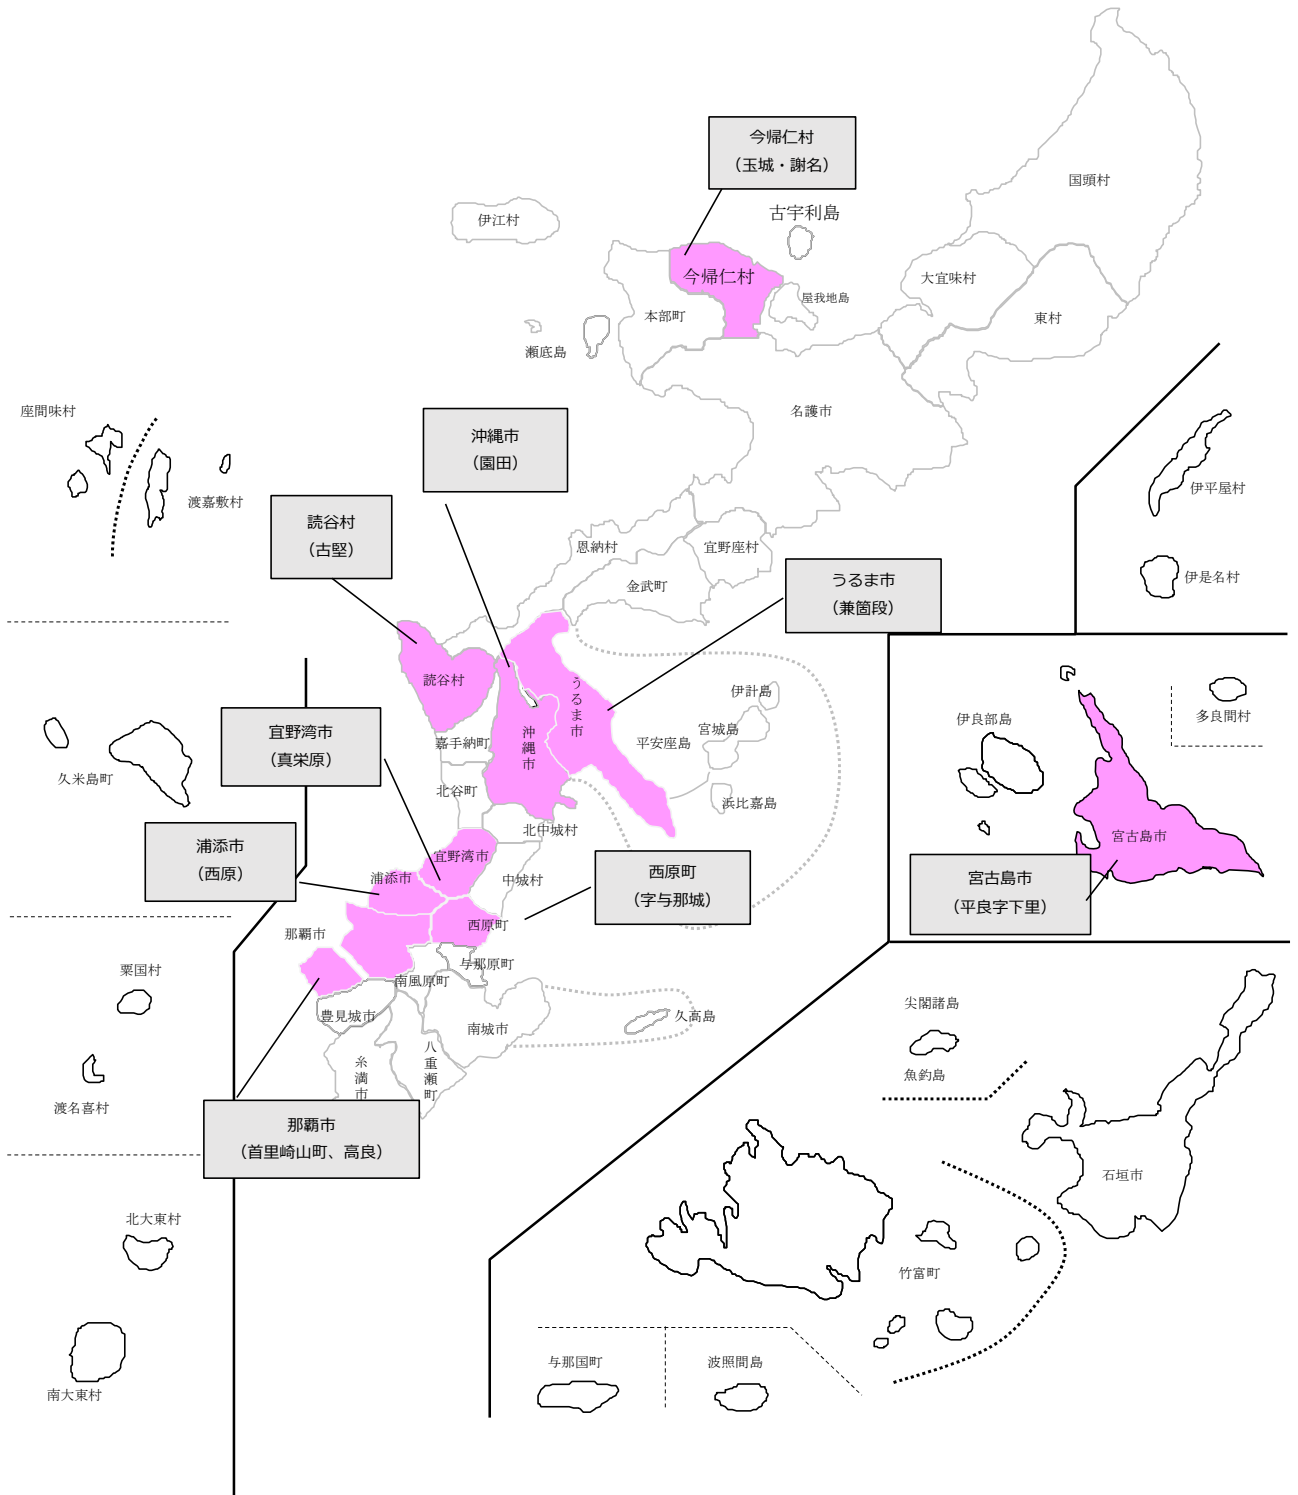 今帰仁村
（玉城・謝名）
国頭村
古宇利島
伊江村
今帰仁村
大宜味村
屋我地島
本部町
東村
瀬底島
座間味村
名護市
沖縄市
（園田）
渡嘉敷村
伊平屋村
読谷村
（古堅）
恩納村
宜野座村
金武町
伊是名村
うるま市
（兼箇段）
読谷村
うるま市
伊計島
宮城島
伊良部島
多良間村
宜野湾市
（真栄原）
嘉手納町
沖縄市
平安座島
久米島町
北谷町
浜比嘉島
北中城村
宮古島市
浦添市
（西原）
宜野湾市
浦添市
中城村
西原町
（字与那城）
宮古島市
（平良字下里）
那覇市
西原町
粟国村
南風原町
与那原町
尖閣諸島
豊見城市
南城市
久高島
糸満市
八重瀬町
魚釣島
渡名喜村
那覇市
（首里崎山町、高良）
石垣市
北大東村
竹富町
与那国町
波照間島
南大東村